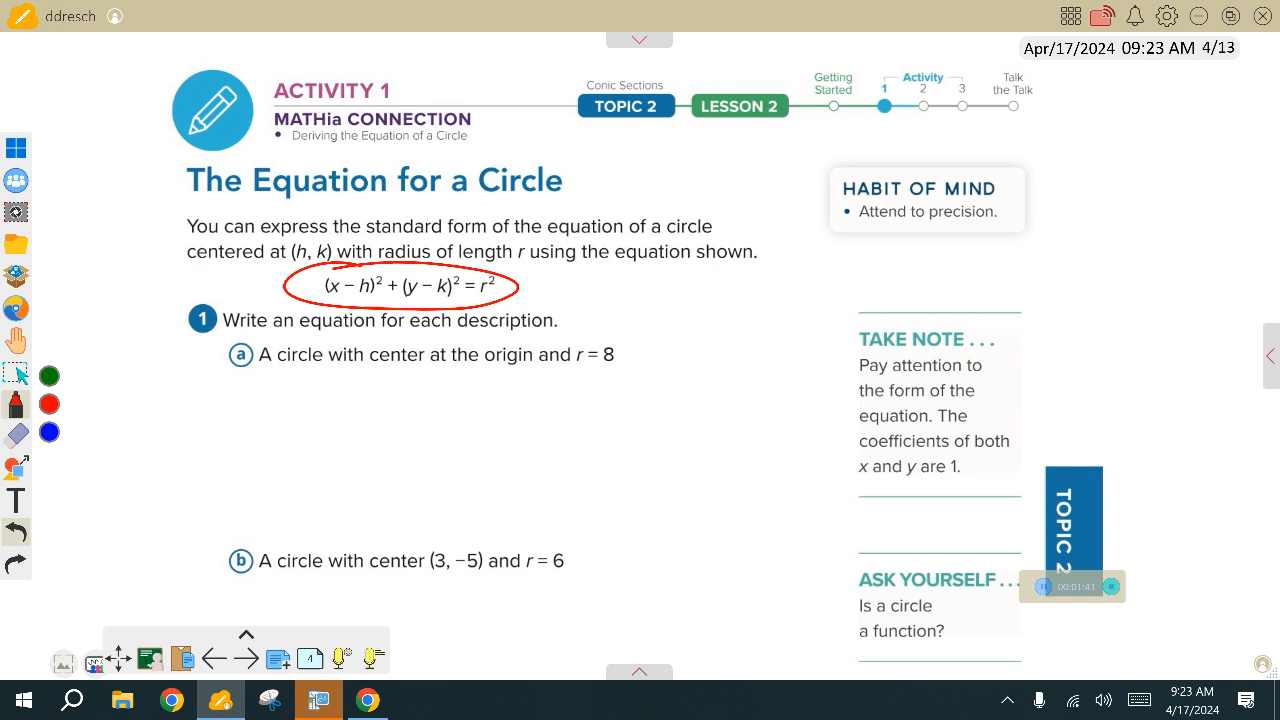 ddresch
Apr/17/2024 09:23 AM 4/13
ACTIVITY 1
MATHia CONNECTION
• Deriving the Equation of a Circle
Conic Sections
TOPIC 2
LESSON 2
Getting
Started
Activity
1 2 3
Talk
the Talk
The Equation for a Circle
You can express the standard form of the equation of a circle
centered at (h, k) with radius of length r using the equation shown.
(x − h)² + (y − k)² = r²
1 Write an equation for each description.
a A circle with center at the origin and r = 8
b A circle with center (3, −5) and r = 6
HABIT OF MIND
• Attend to precision.
TAKE NOTE . . .
Pay attention to
the form of the
equation. The
coefficients of both
x and y are 1.
ASK YOURSELF . . .
Is a circle
a function?
TOPIC 2
00:01:41
T
4
9:23 AM
4/17/2024